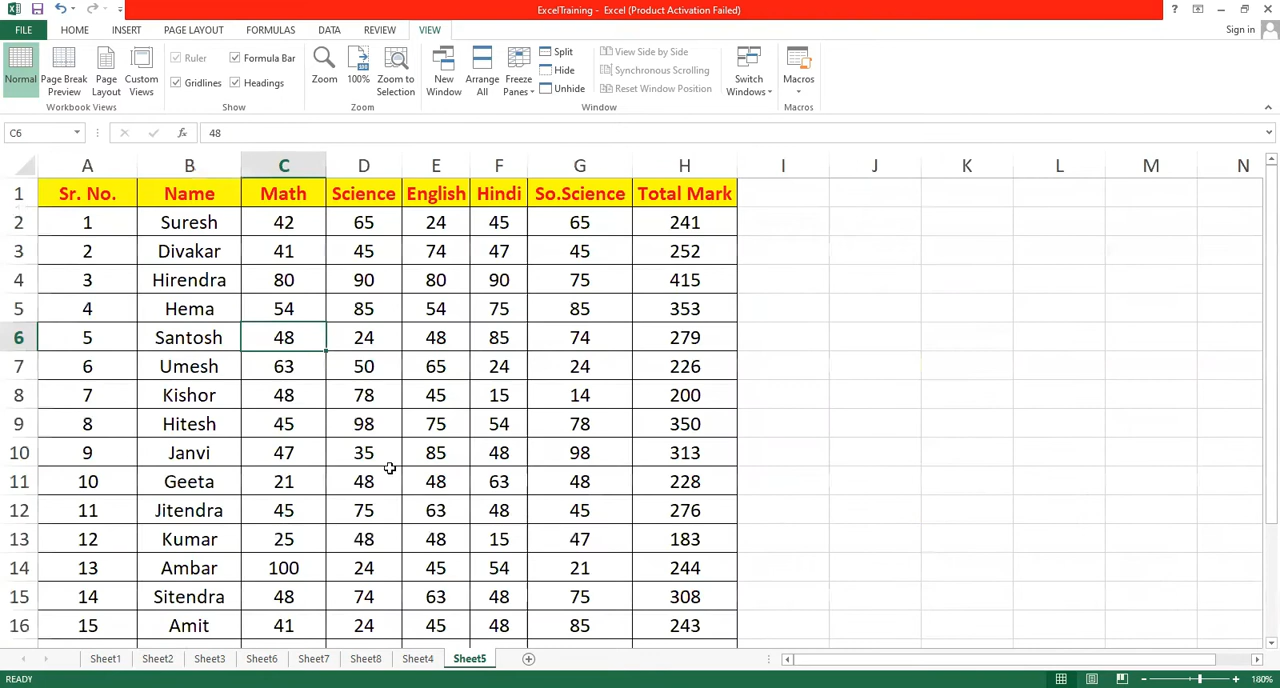 ExcelTraining - Excel (Product Activation Failed)
?
Sign in
FILE HOME INSERT PAGE LAYOUT FORMULAS DATA REVIEW VIEW
Normal
Page Break Preview
Page Layout
Custom Views
Workbook Views
Ruler
Formula Bar
Gridlines
Headings
Show
Zoom
100%
Zoom to Selection
Zoom
New Window
Arrange All
Freeze Panes
Split
Hide
Unhide
View Side by Side
Synchronous Scrolling
Reset Window Position
Window
Switch Windows
Macros
Macros
C6 fx 48
A B C D E F G H I J K L M N
1 Sr. No. Name Math Science English Hindi So.Science Total Mark
2 1 Suresh 42 65 24 45 65 241
3 2 Divakar 41 45 74 47 45 252
4 3 Hirendra 80 90 80 90 75 415
5 4 Hema 54 85 54 75 85 353
6 5 Santosh 48 24 48 85 74 279
7 6 Umesh 63 50 65 24 24 226
8 7 Kishor 48 78 45 15 14 200
9 8 Hitesh 45 98 75 54 78 350
10 9 Janvi 47 35 85 48 98 313
11 10 Geeta 21 48 48 63 48 228
12 11 Jitendra 45 75 63 48 45 276
13 12 Kumar 25 48 48 15 47 183
14 13 Ambar 100 24 45 54 21 244
15 14 Sitendra 48 74 63 48 75 308
16 15 Amit 41 24 45 48 85 243
Sheet1 Sheet2 Sheet3 Sheet6 Sheet7 Sheet8 Sheet4 Sheet5
READY 180%